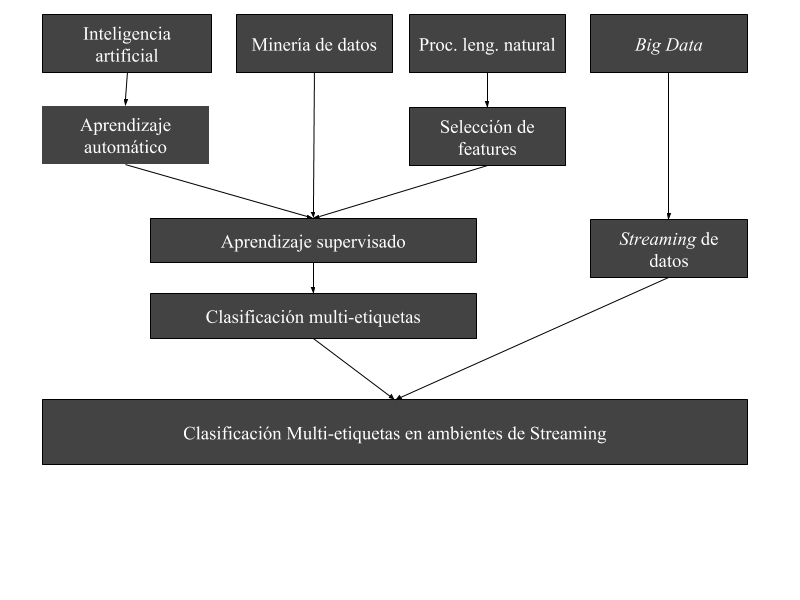 Inteligencia
artificial
Minería de datos
Proc. leng. natural
Big Data
Aprendizaje
automático
Selección de
features
Aprendizaje supervisado
Streaming de
datos
Clasificación multi-etiquetas
Clasificación Multi-etiquetas en ambientes de Streaming